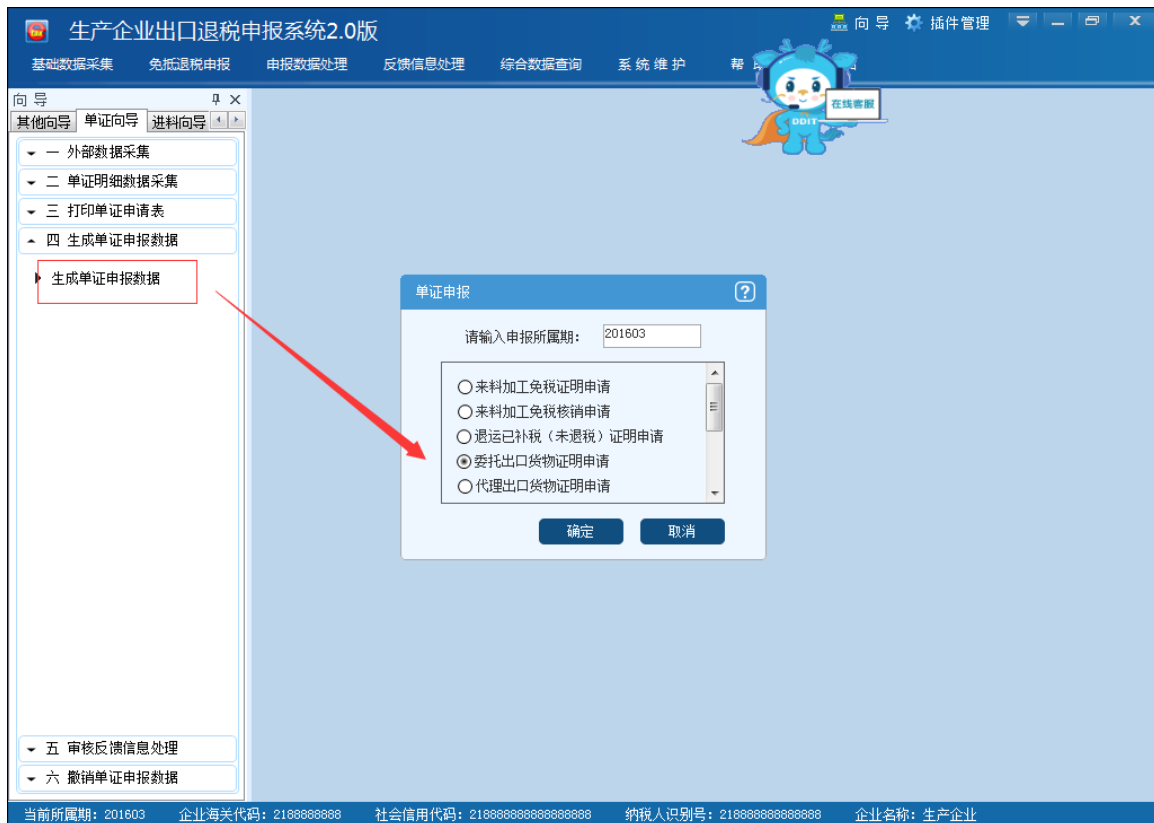 生产企业出口退税申报系统2.0版
向 导 插件管理
基础数据采集 免抵退税申报 申报数据处理 反馈信息处理 综合数据查询 系 统 维 护 帮
在线客服
DDIT
向 导
其他向导 单证向导 进料向导
一 外部数据采集
二 单证明细数据采集
三 打印单证申请表
四 生成单证申报数据
生成单证申报数据
单证申报
请输入申报所属期： 201603
来料加工免税证明申请
来料加工免税核销申请
退运已补税（未退税）证明申请
委托出口货物证明申请
代理出口货物证明申请
确定 取消
五 审核反馈信息处理
六 撤销单证申报数据
当前所属期：201603 企业海关代码：2188888888 社会信用代码：218888888888888888 纳税人识别号：218888888888888 企业名称：生产企业